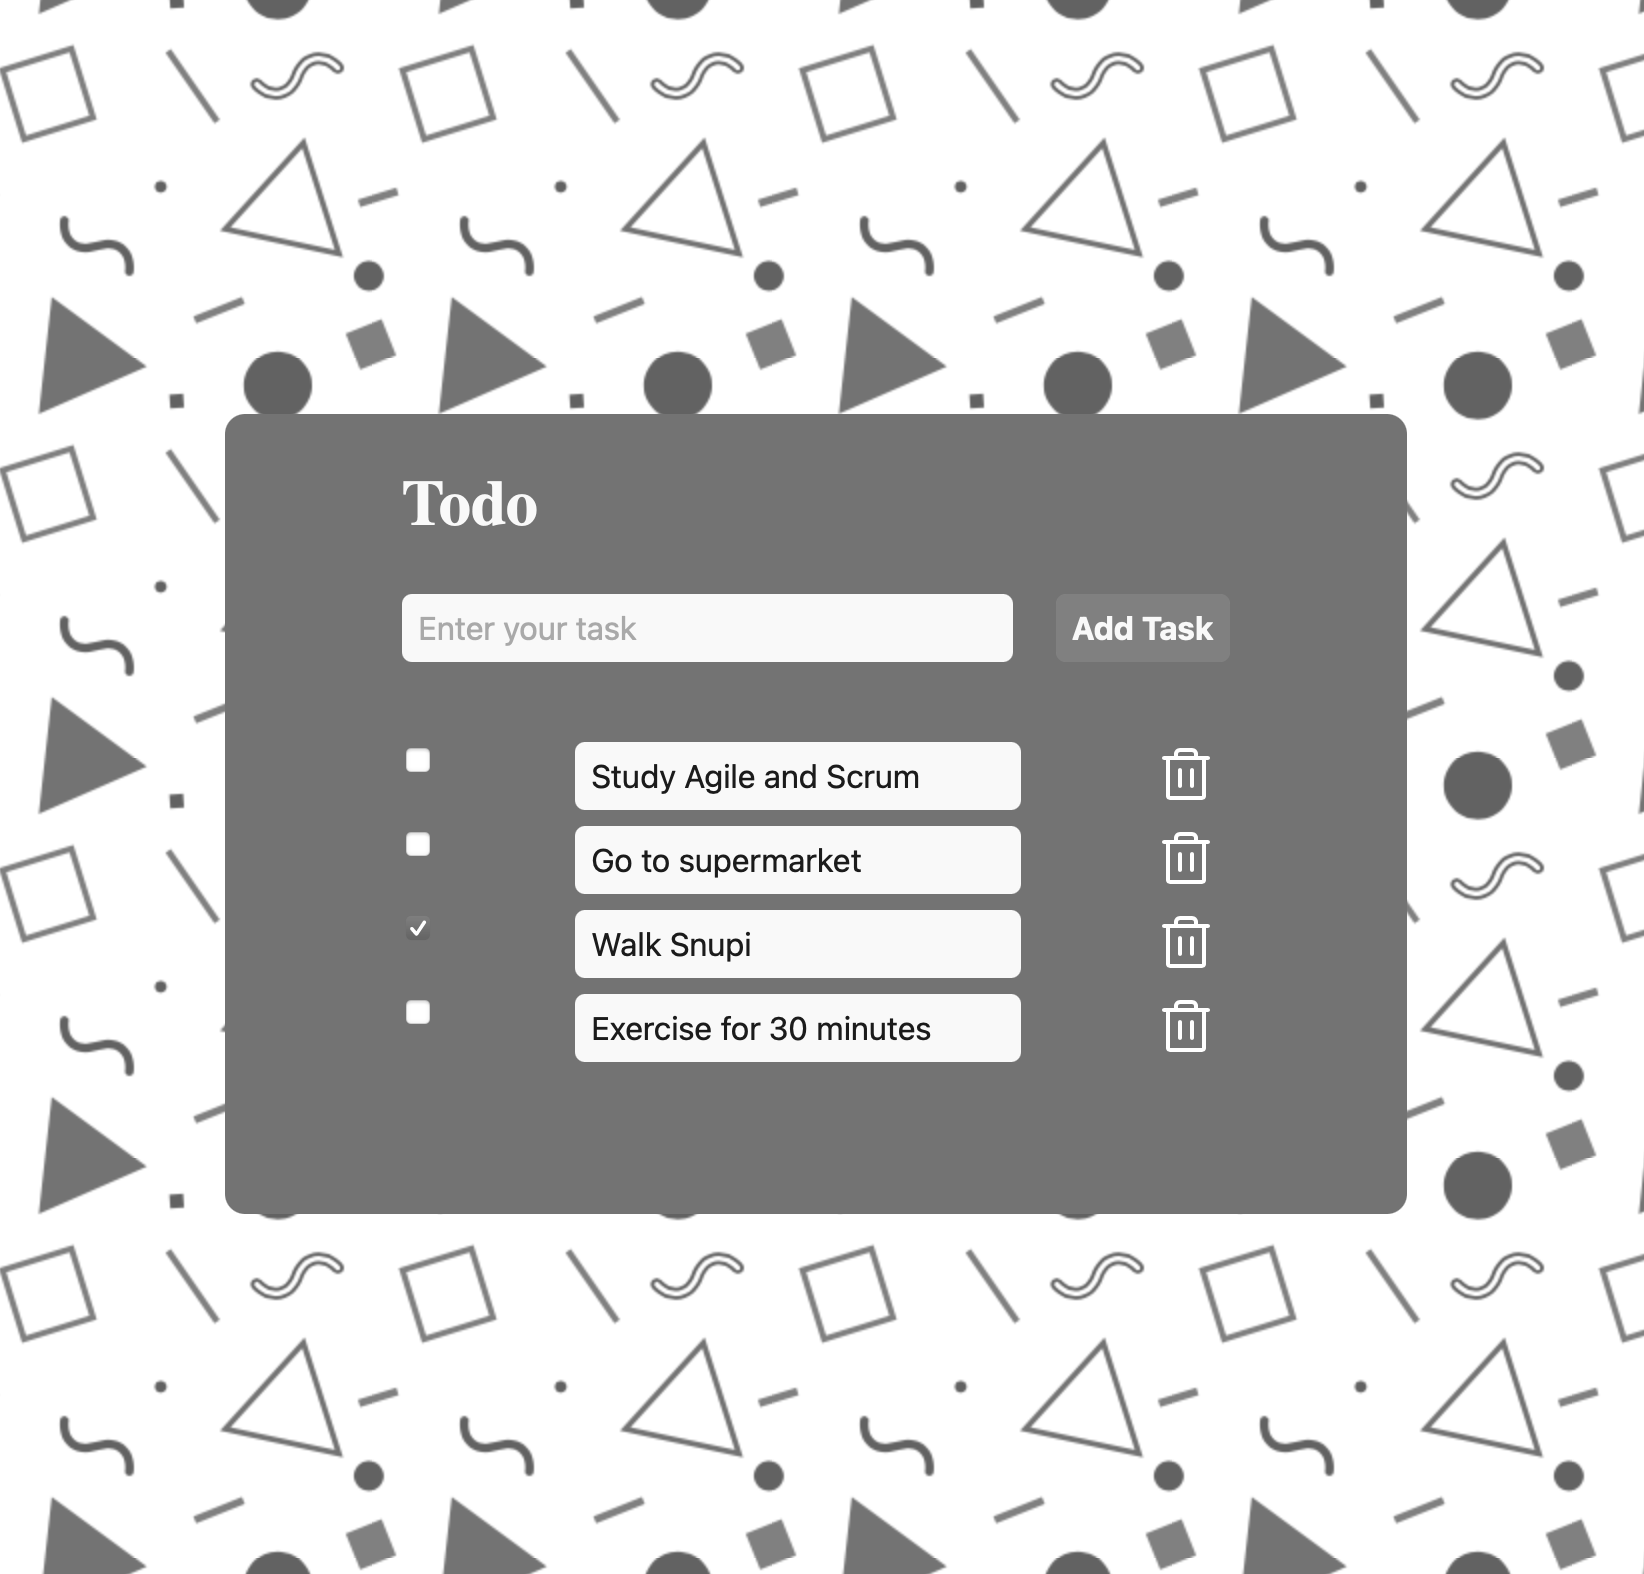 Todo
Enter your task
Add Task
Study Agile and Scrum
Go to supermarket
Walk Snupi
Exercise for 30 minutes